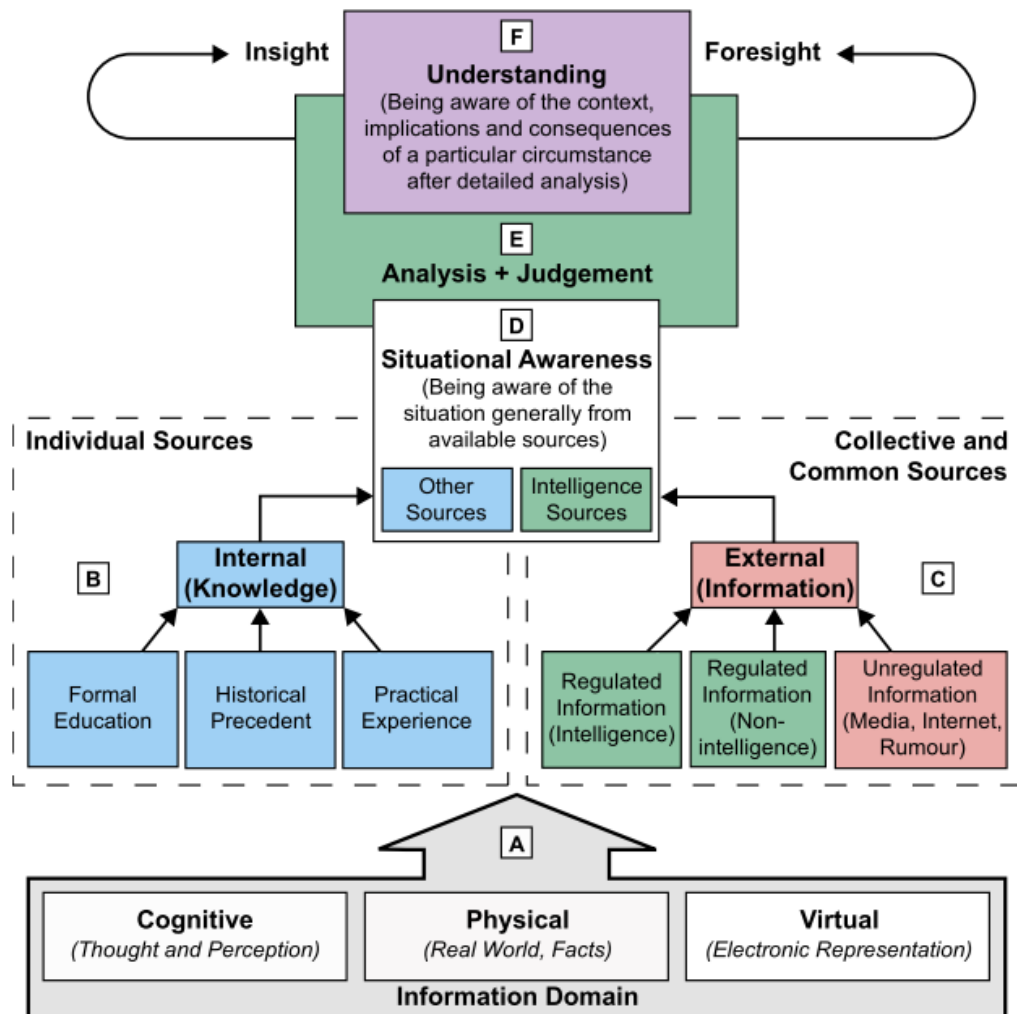 Insight
F
Foresight
Understanding
(Being aware of the context,
implications and consequences
of a particular circumstance
after detailed analysis)
E
Analysis + Judgement
D
Situational Awareness
(Being aware of the
situation generally from
available sources)
Other
Sources
Intelligence
Sources
Individual Sources
Collective and
Common Sources
B
Internal
(Knowledge)
Formal
Education
Historical
Precedent
Practical
Experience
External
(Information)
C
Regulated
Information
(Intelligence)
Regulated
Information
(Non-
intelligence)
Unregulated
Information
(Media, Internet,
Rumour)
A
Cognitive
(Thought and Perception)
Physical
(Real World, Facts)
Virtual
(Electronic Representation)
Information Domain